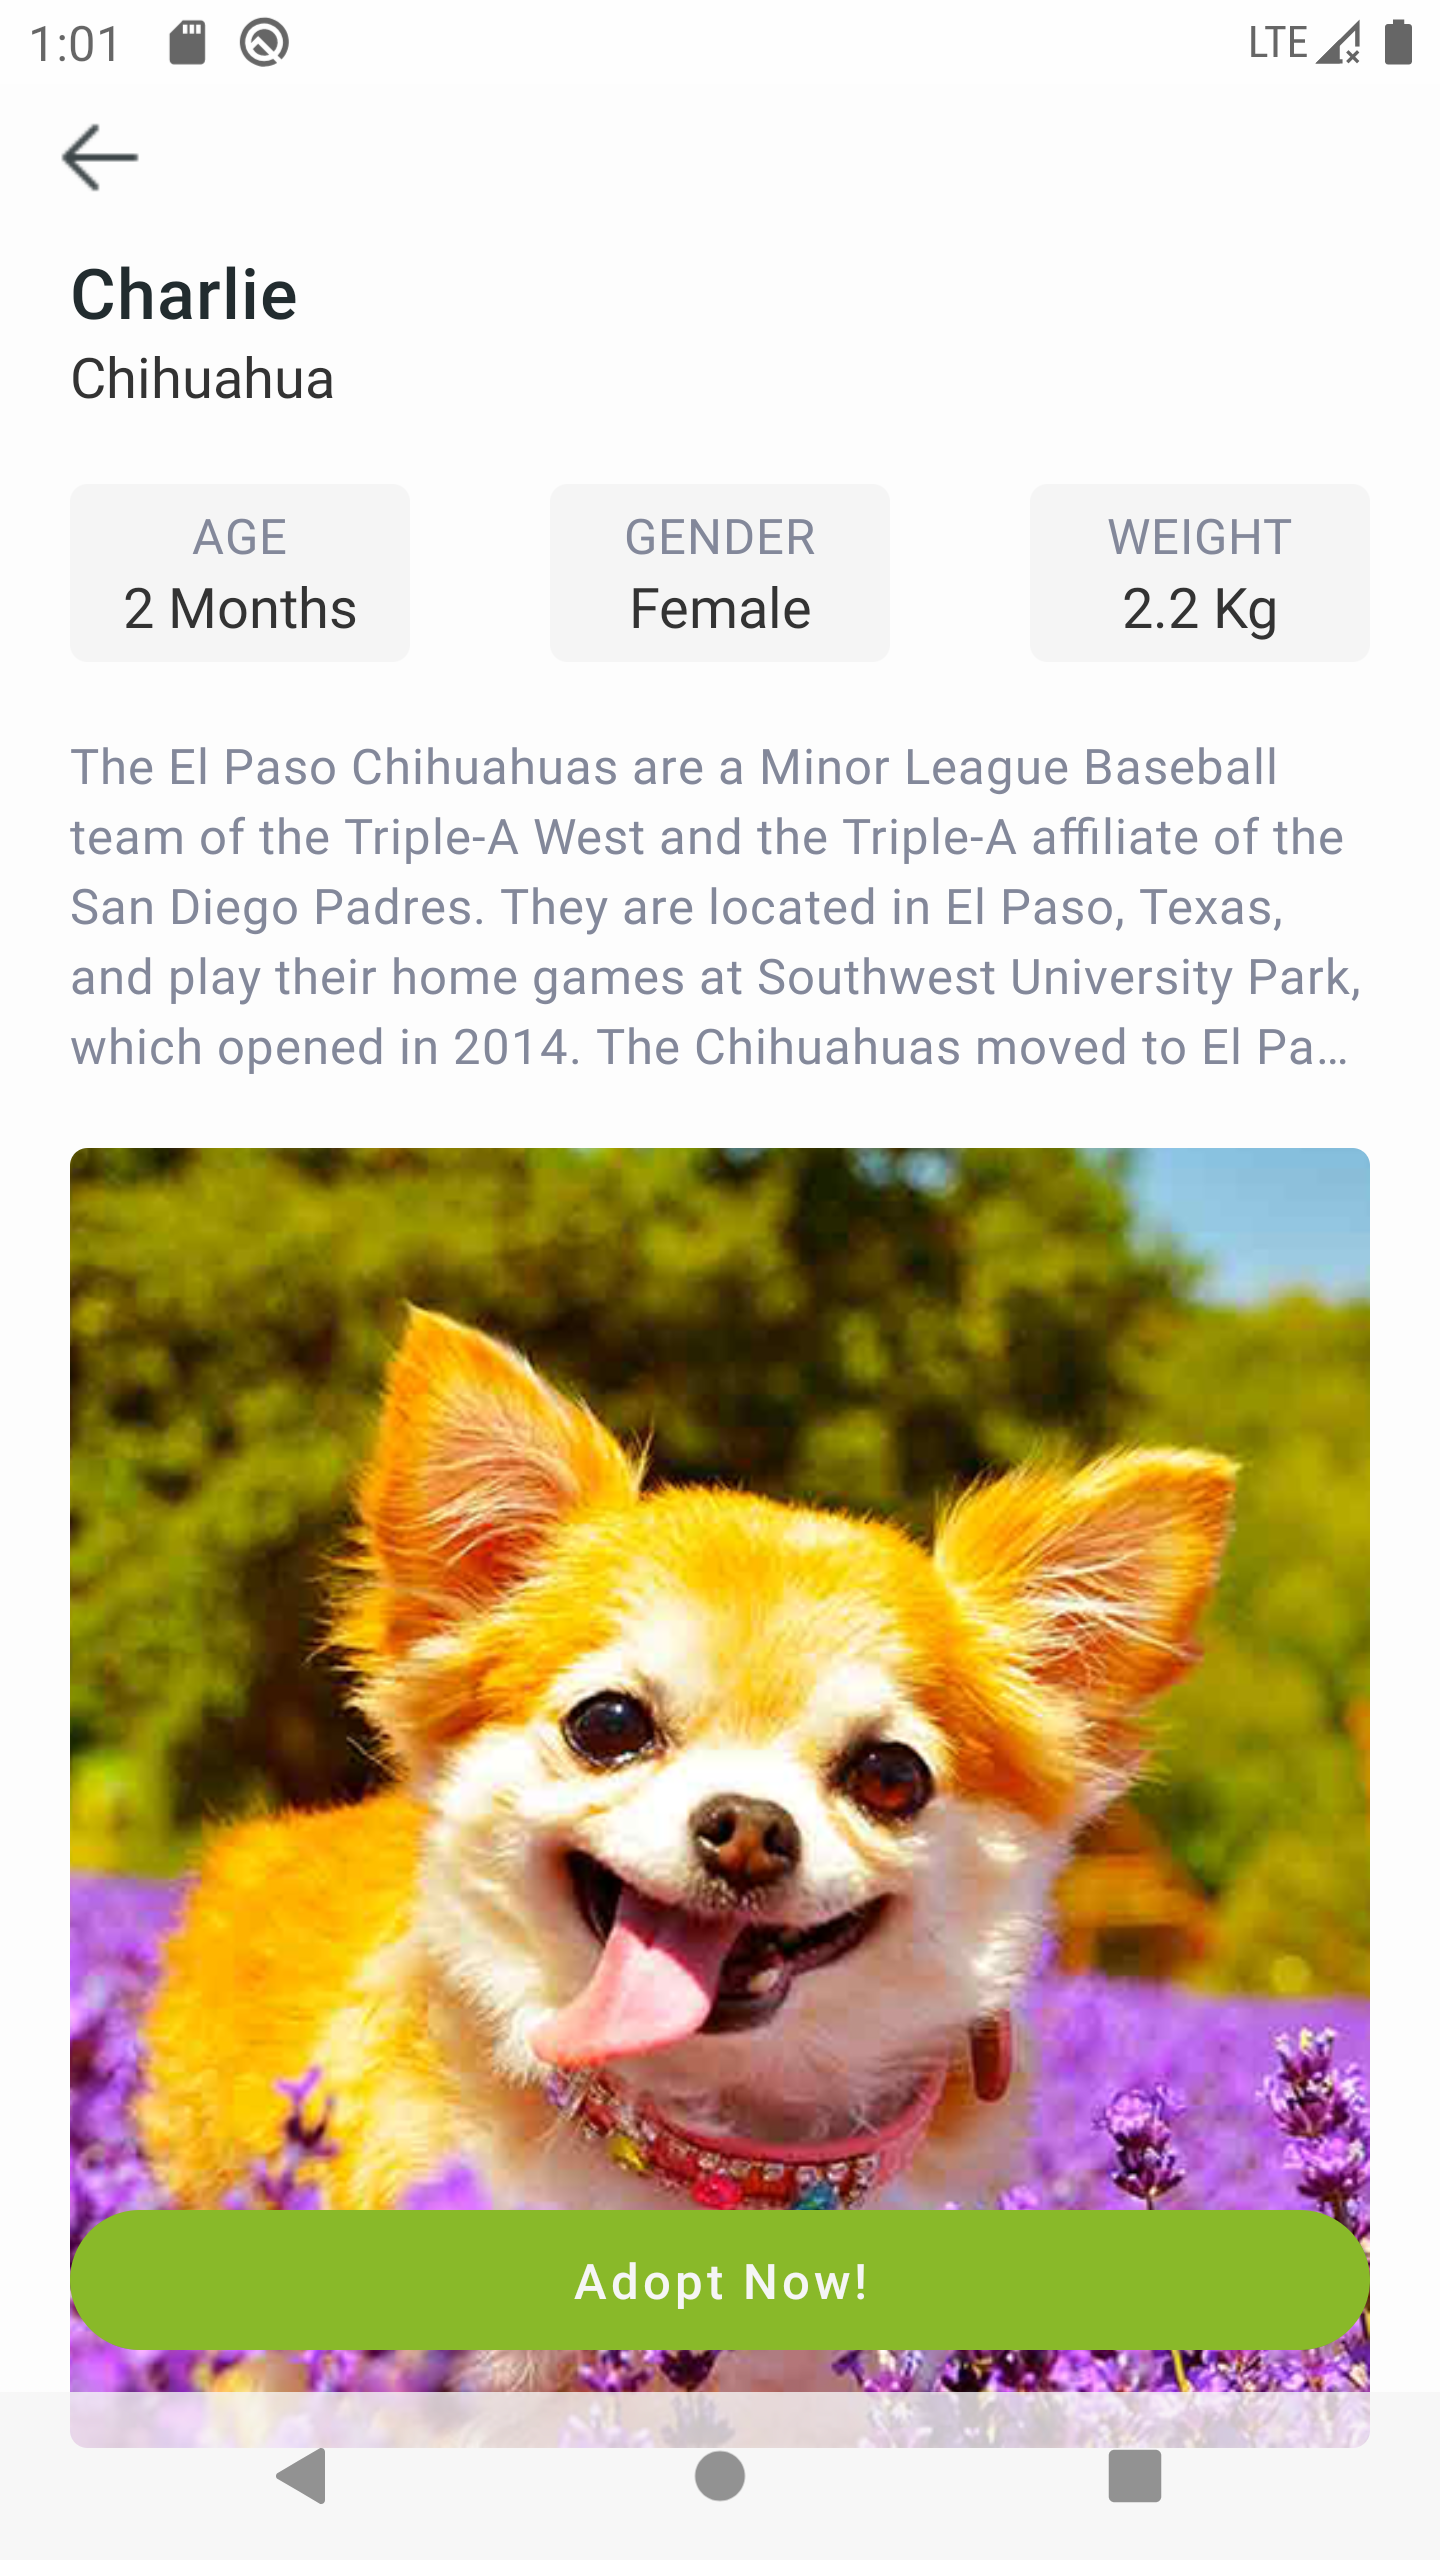 1:01
LTE
Charlie
Chihuahua
AGE
GENDER
WEIGHT
2 Months
Female
2.2 Kg
The El Paso Chihuahuas are a Minor League Baseball
team of the Triple-A West and the Triple-A affiliate of the
San Diego Padres. They are located in El Paso, Texas,
and play their home games at Southwest University Park,
which opened in 2014. The Chihuahuas moved to El Pa…
Adopt Now!